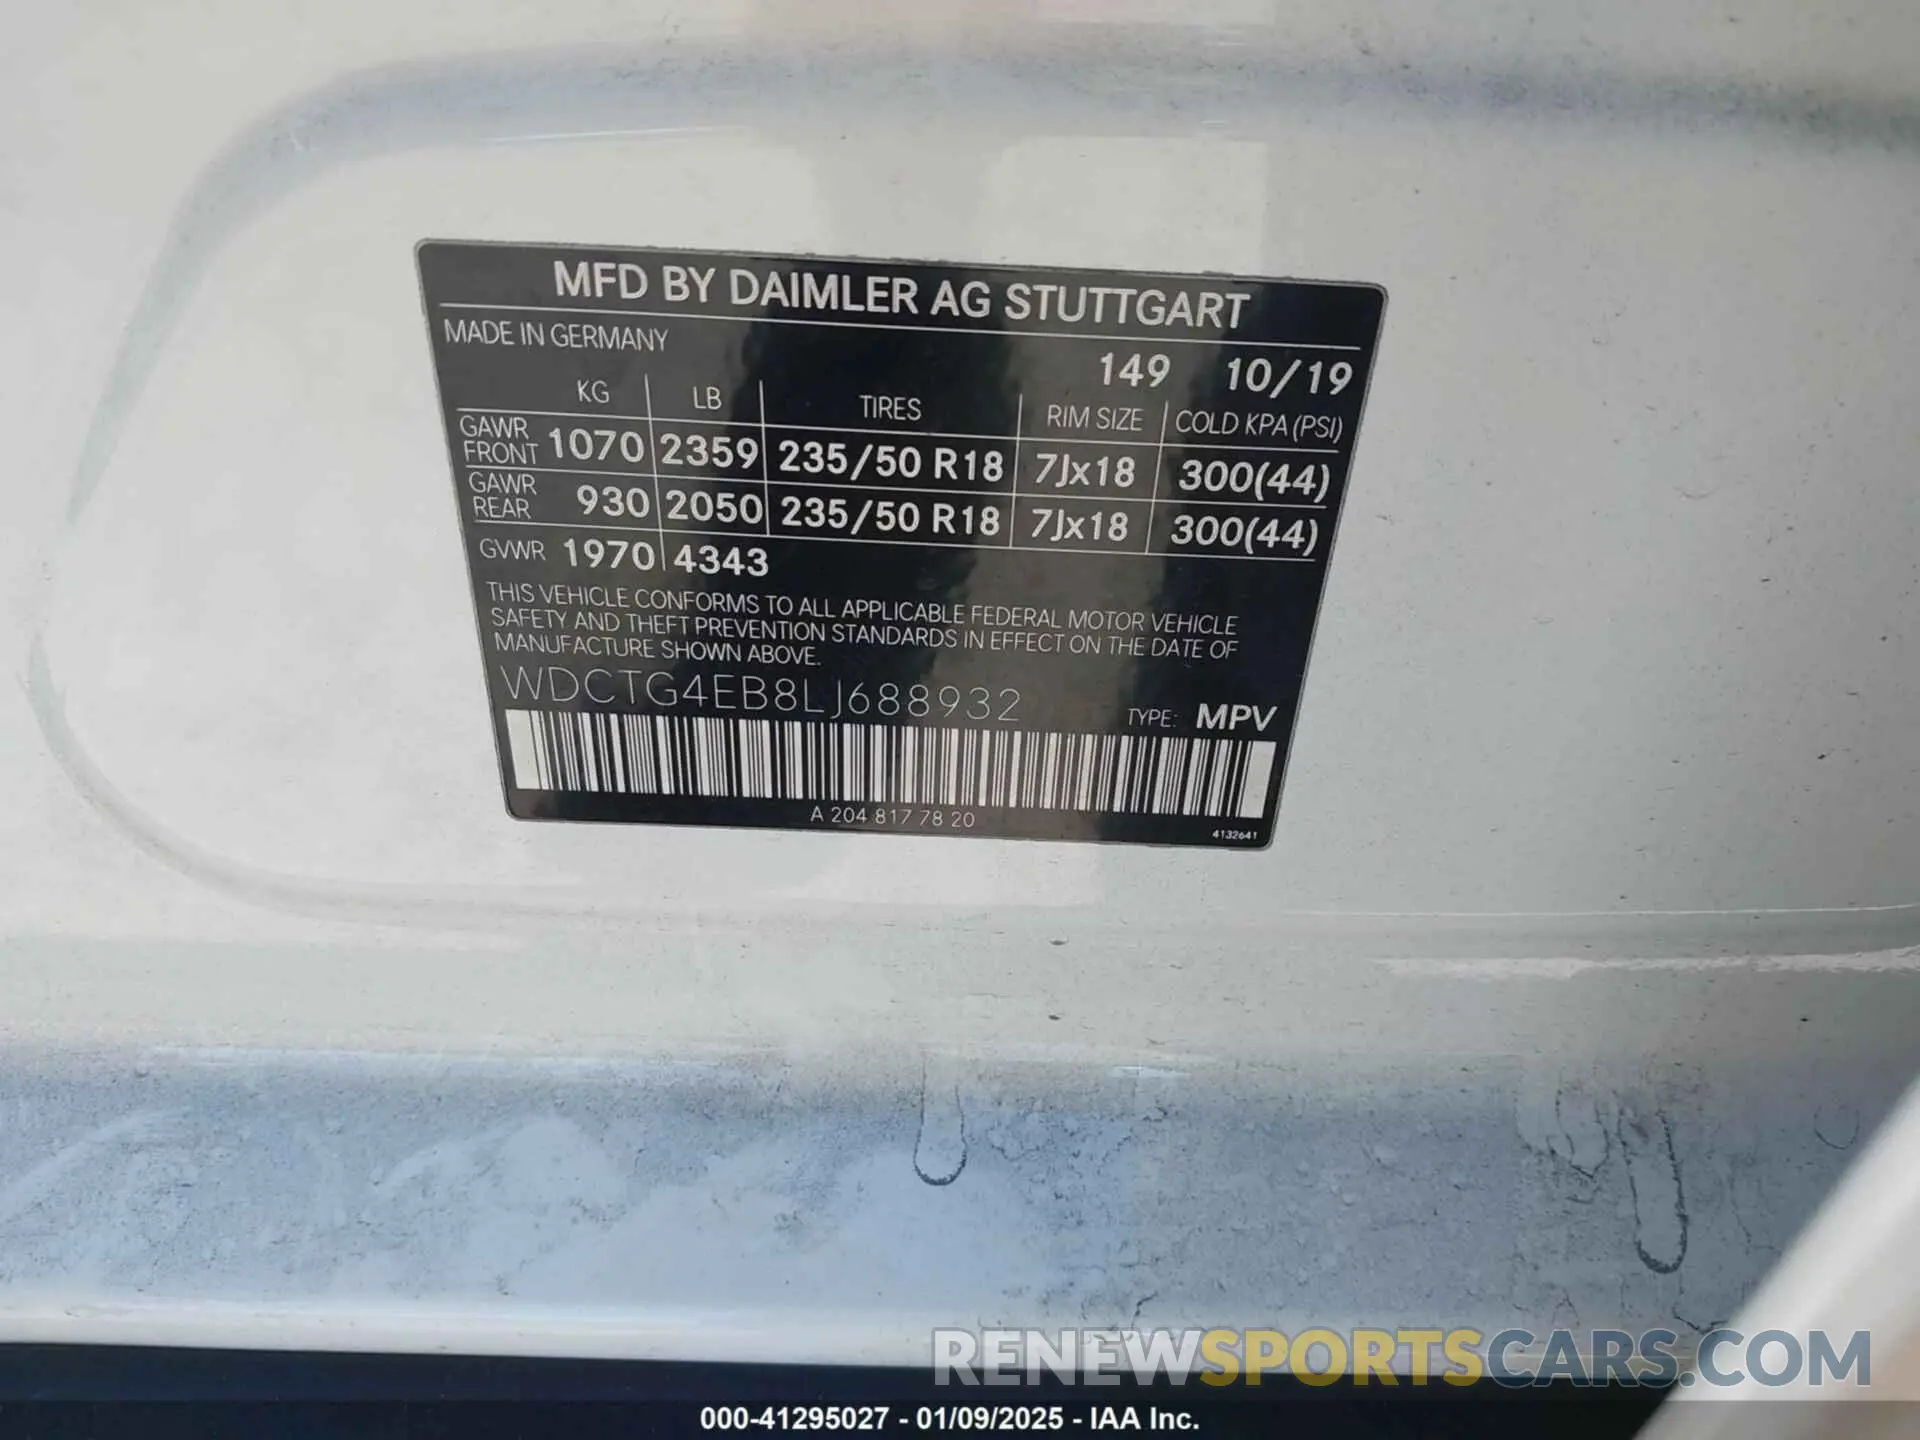 MFD BY DAIMLER AG STUTTGART
MADE IN GERMANY
149 10/19
KG LB TIRES RIM SIZE COLD KPA (PSI)
GAWR FRONT 1070 2359 235/50 R18 7Jx18 300(44)
GAWR REAR 930 2050 235/50 R18 7Jx18 300(44)
GVWR 1970 4343
THIS VEHICLE CONFORMS TO ALL APPLICABLE FEDERAL MOTOR VEHICLE
SAFETY AND THEFT PREVENTION STANDARDS IN EFFECT ON THE DATE OF
MANUFACTURE SHOWN ABOVE.
WDCTG4EB8LJ688932
TYPE: MPV
A 204 817 78 20
4132641
RENEWSPORTSCARS.COM
000-41295027 - 01/09/2025 - IAA Inc.